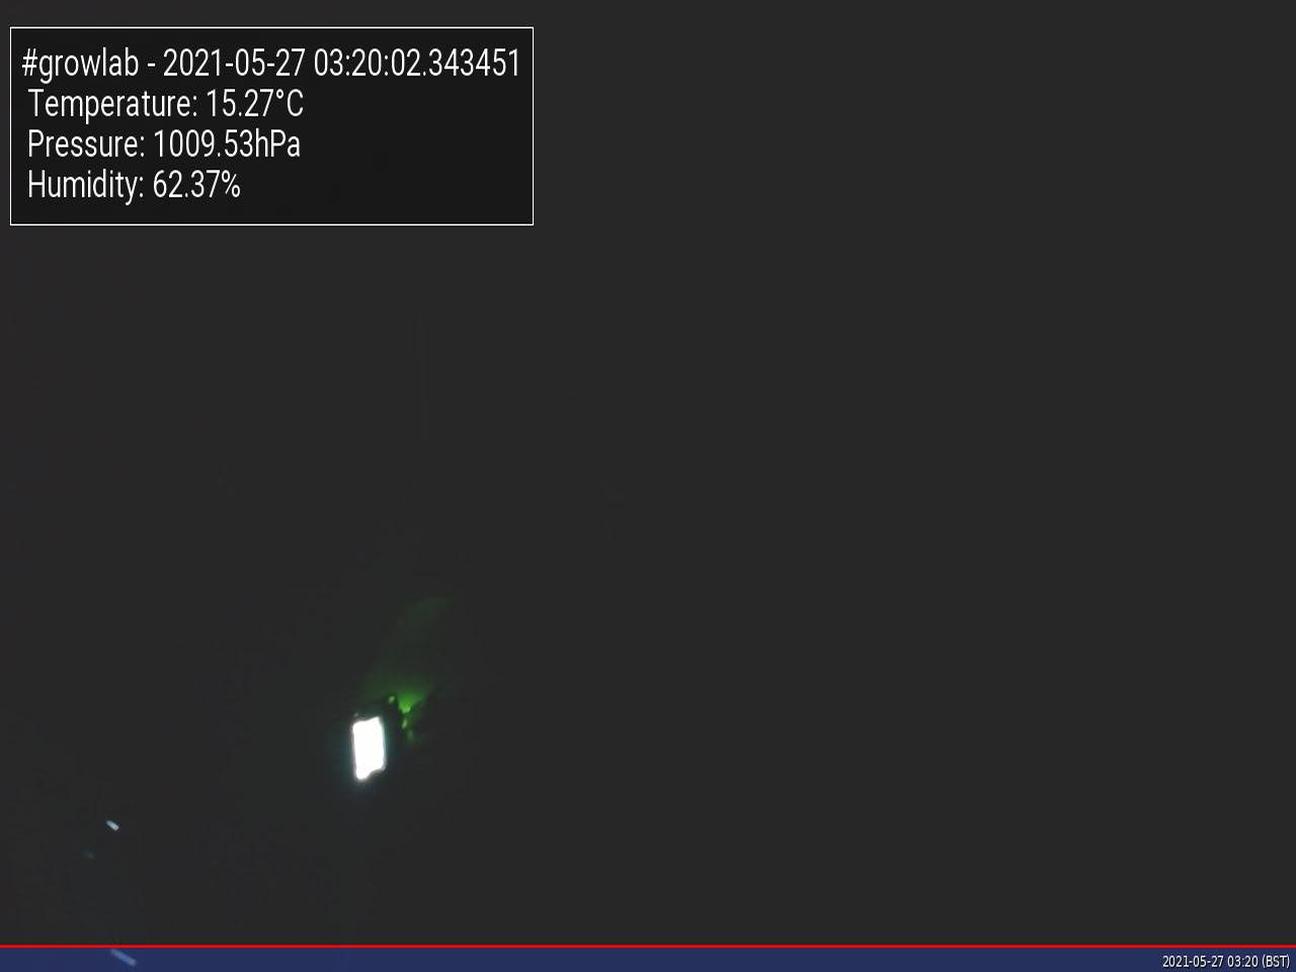 #growlab - 2021-05-27 03:20:02.343451
Temperature: 15.27°C
Pressure: 1009.53hPa
Humidity: 62.37%
2021-05-27 03:20 (BST)